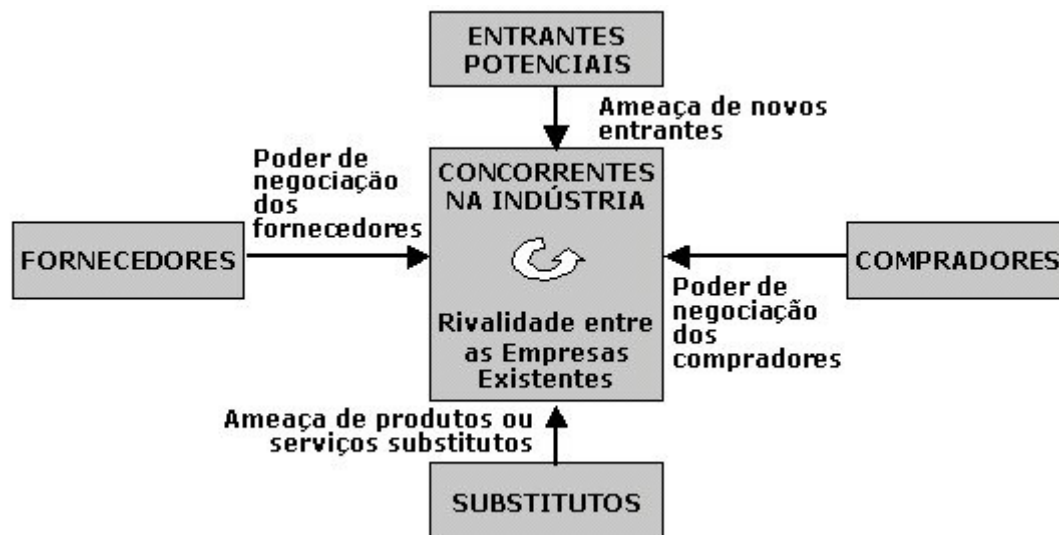 ENTRANTES
POTENCIAIS
Ameaça de novos
entrantes
Poder de
negociação
dos
fornecedores
CONCORRENTES
NA INDÚSTRIA
FORNECEDORES
COMPRADORES
Rivalidade entre
as Empresas
Existentes
Poder de
negociação
dos
compradores
Ameaça de produtos ou
serviços substitutos
SUBSTITUTOS